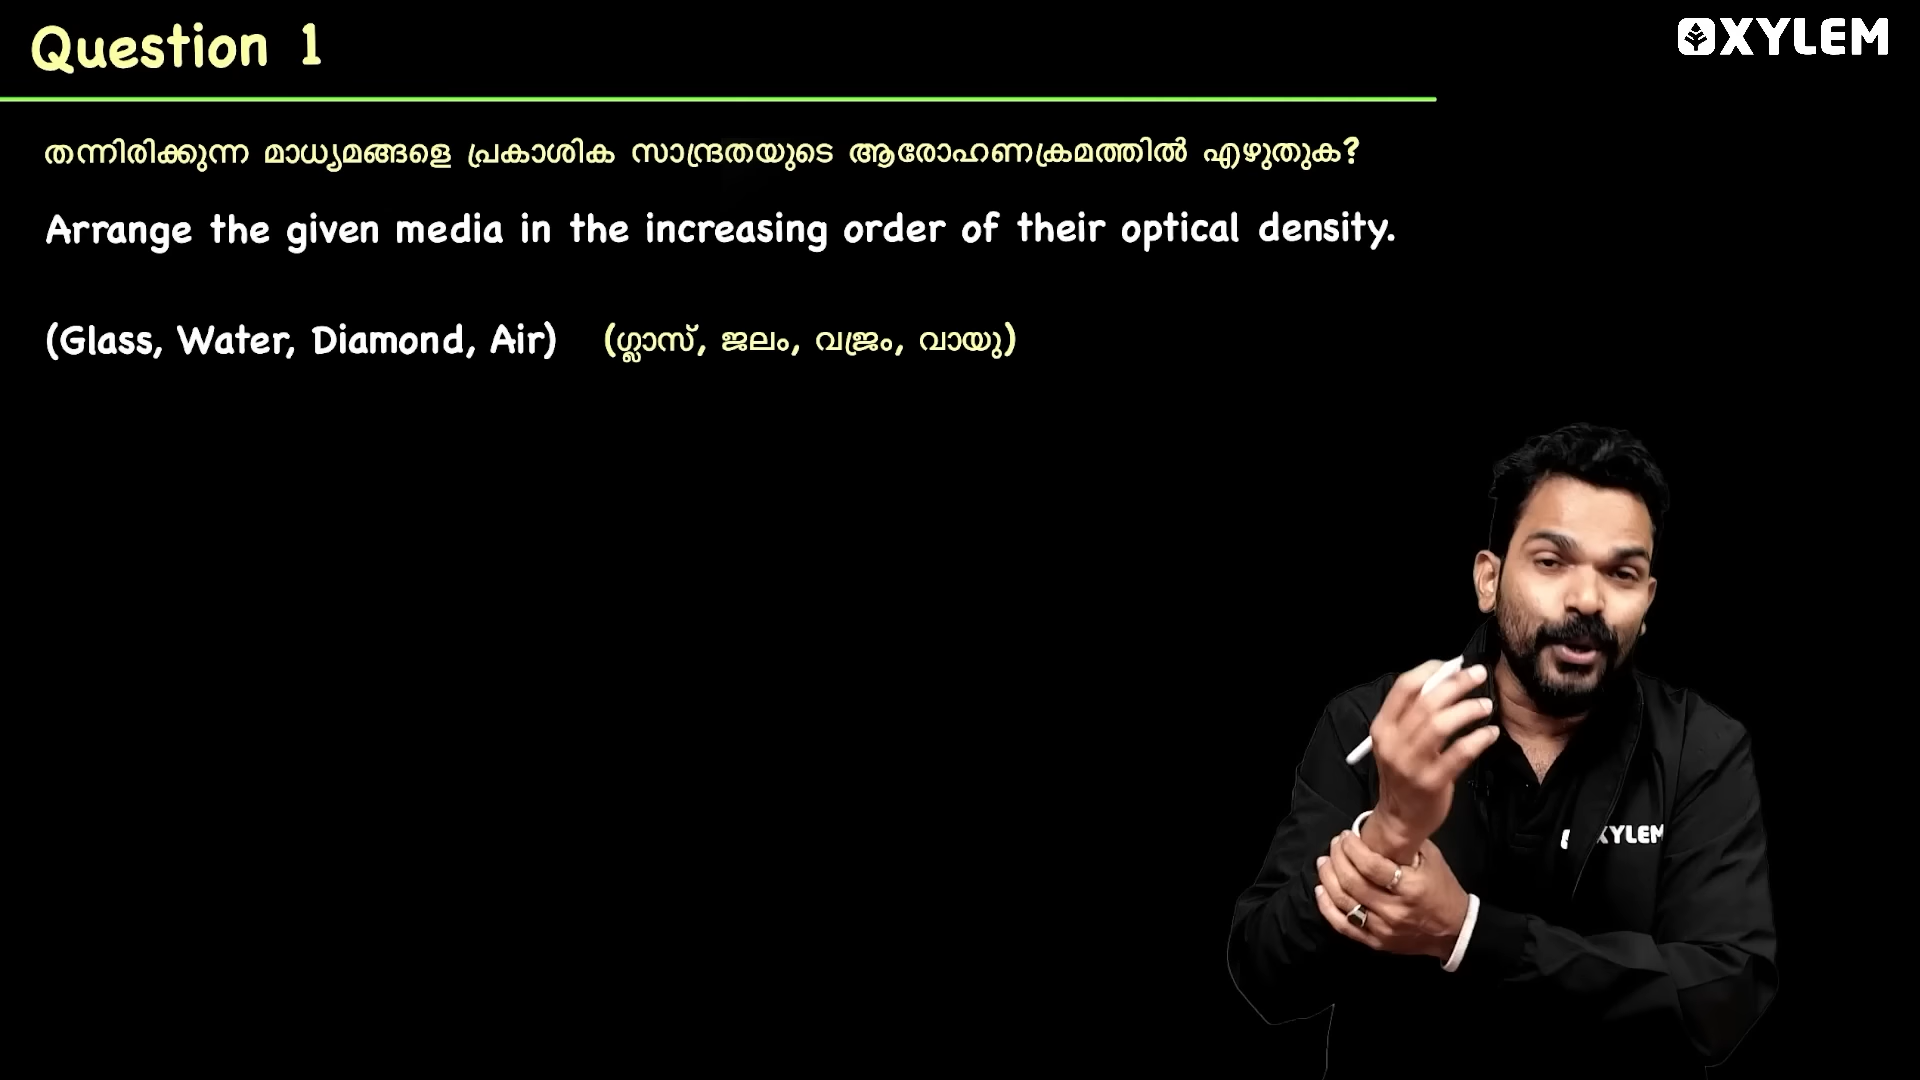 Question 1
XYLEM
തന്നിരിക്കുന്ന മാധ്യമങ്ങളെ പ്രകാശിക സാന്ദ്രതയുടെ ആരോഹണക്രമത്തിൽ എഴുതുക?
Arrange the given media in the increasing order of their optical density.
(Glass, Water, Diamond, Air) (ഗ്ലാസ്, ജലം, വജ്രം, വായു)
XYLEM